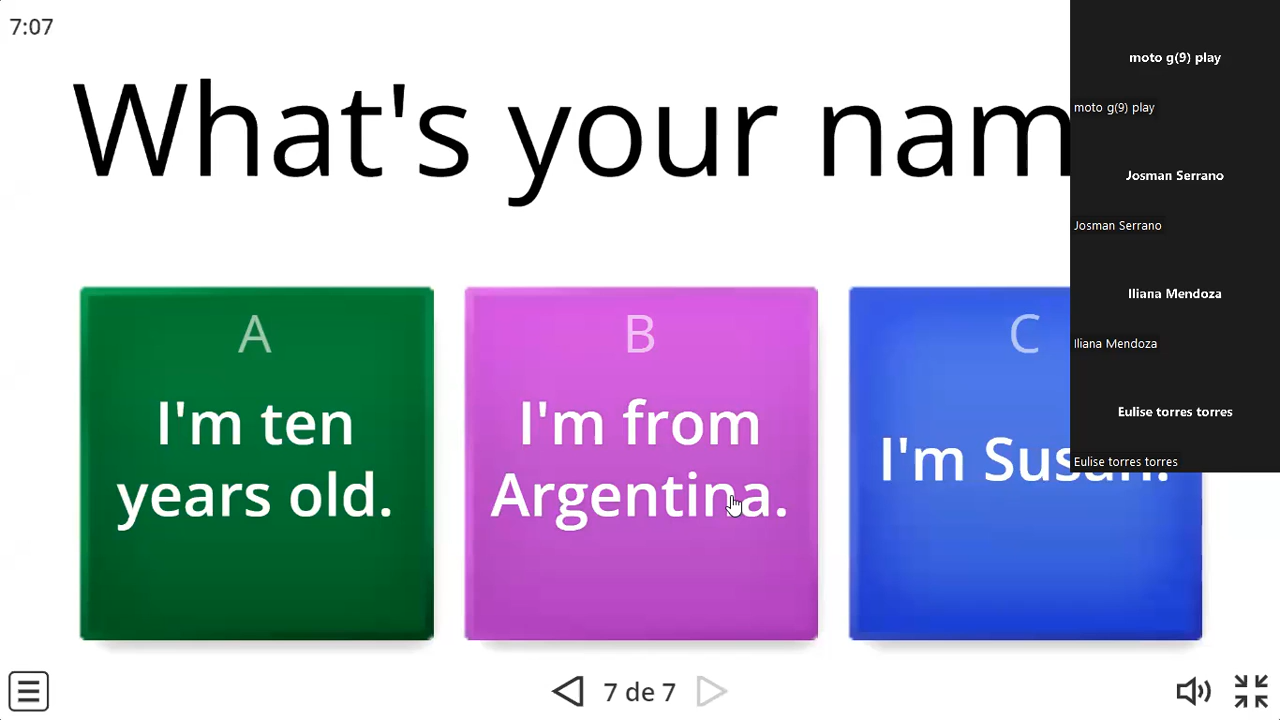 7:07
What's your nam
A
I'm ten
years old.
B
I'm from
Argentina.
C
I'm Susan.
7 de 7
moto g(9) play
moto g(9) play
Josman Serrano
Josman Serrano
Iliana Mendoza
Iliana Mendoza
Eulise torres torres
Eulise torres torres